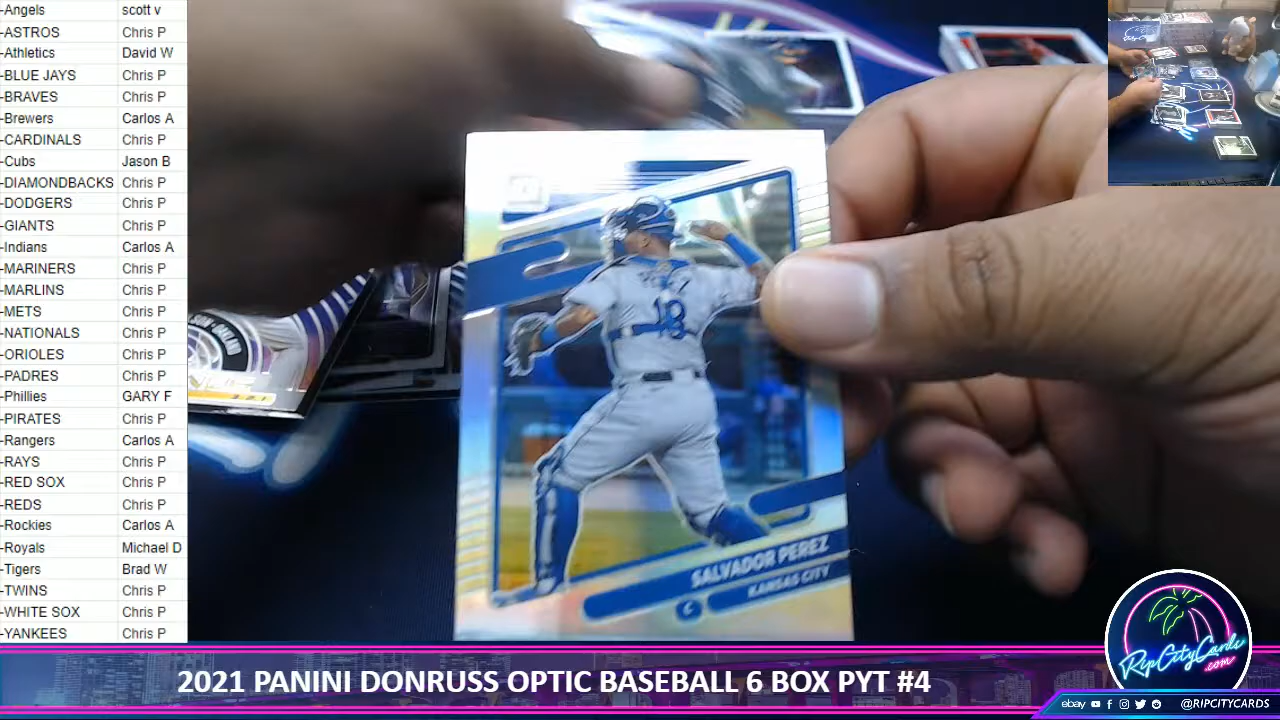 -Angels scott v
-ASTROS Chris P
-Athletics David W
-BLUE JAYS Chris P
-BRAVES Chris P
-Brewers Carlos A
-CARDINALS Chris P
-Cubs Jason B
-DIAMONDBACKS Chris P
-DODGERS Chris P
-GIANTS Chris P
-Indians Carlos A
-MARINERS Chris P
-MARLINS Chris P
-METS Chris P
-NATIONALS Chris P
-ORIOLES Chris P
-PADRES Chris P
-Phillies GARY F
-PIRATES Chris P
-Rangers Carlos A
-RAYS Chris P
-RED SOX Chris P
-REDS Chris P
-Rockies Carlos A
-Royals Michael D
-Tigers Brad W
-TWINS Chris P
-WHITE SOX Chris P
-YANKEES Chris P
18
SALVADOR PEREZ
KANSAS CITY
C
RipCityCards
.com
2021 PANINI DONRUSS OPTIC BASEBALL 6 BOX PYT #4
ebay @RIPCITYCARDS